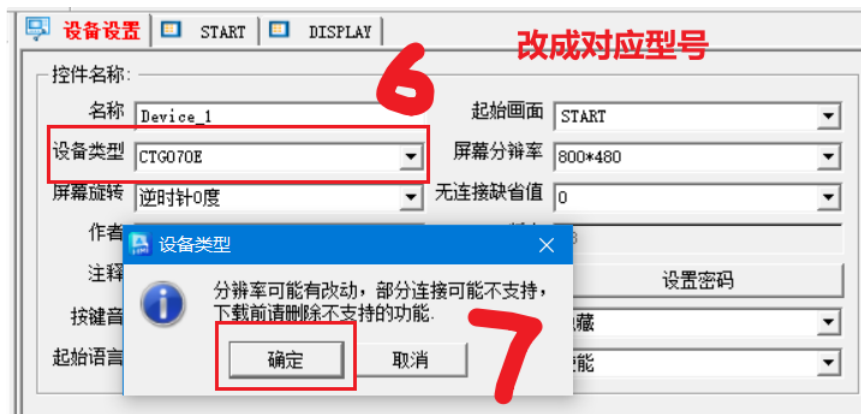 设备设置 START DISPLAY
改成对应型号
控件名称:
6
名称 Device_1 起始画面 START
设备类型 CTG070E 屏幕分辩率 800*480
屏幕旋转 逆时针0度 无连接缺省值 0
作者
设备类型
注释 设置密码
分辨率可能有改动，部分连接可能不支持，
下载前请删除不支持的功能.
按键音 藏
7
起始语言 确定 取消 能